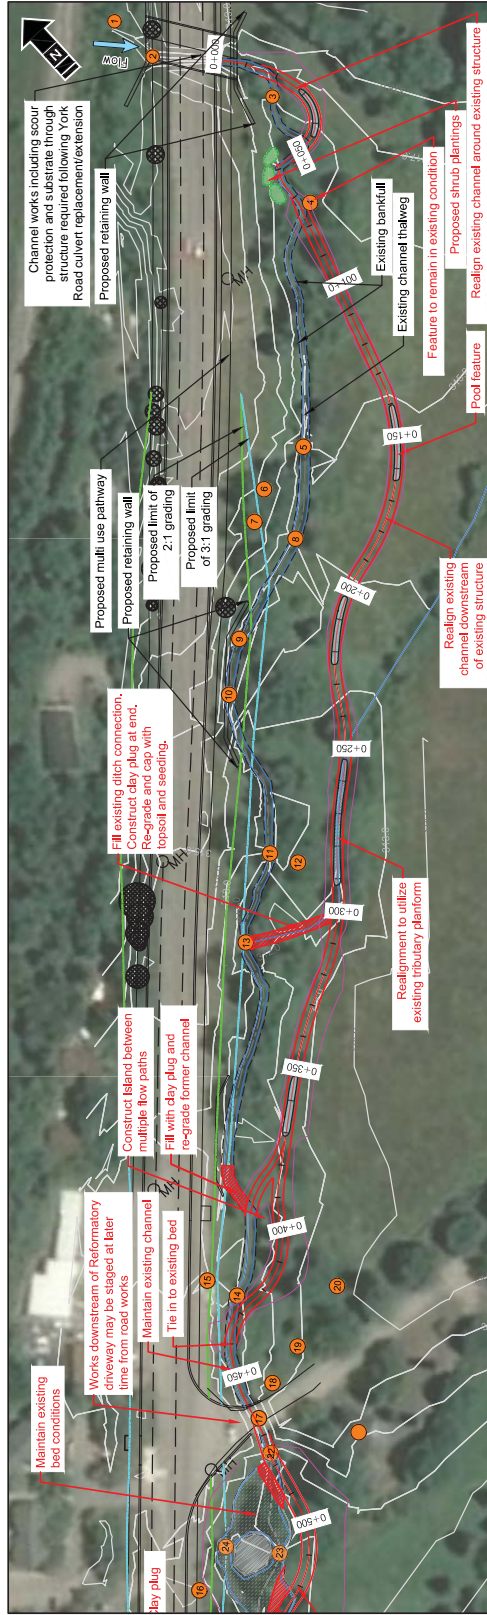 N
Flow
1
2
3
4
5
6
7
8
9
10
11
12
13
14
15
16
17
18
19
20
22
23
24
0+000
0+050
0+100
0+150
0+200
0+250
0+300
0+350
0+400
0+450
0+500
MH
MH
MH
MH
Channel works including scour
protection and substrate through
structure required following York
Road culvert replacement/extension
Proposed retaining wall
Proposed multi use pathway
Proposed retaining wall
Proposed limit of
2:1 grading
Proposed limit
of 3:1 grading
Existing bankfull
Existing channel thalweg
Feature to remain in existing condition
Proposed shrub plantings
Realign existing channel around existing structure
Pool feature
Realign existing
channel downstream
of existing structure
Fill existing ditch connection.
Construct clay plug at end.
Re-grade and cap with
topsoil and seeding.
Realignment to utilize
existing tributary planform
Construct Island between
multiple flow paths
Fill with clay plug and
re-grade former channel
Works downstream of Reformatory
driveway may be staged at later
time from road works
Maintain existing channel
Tie in to existing bed
Maintain existing
bed conditions
clay plug